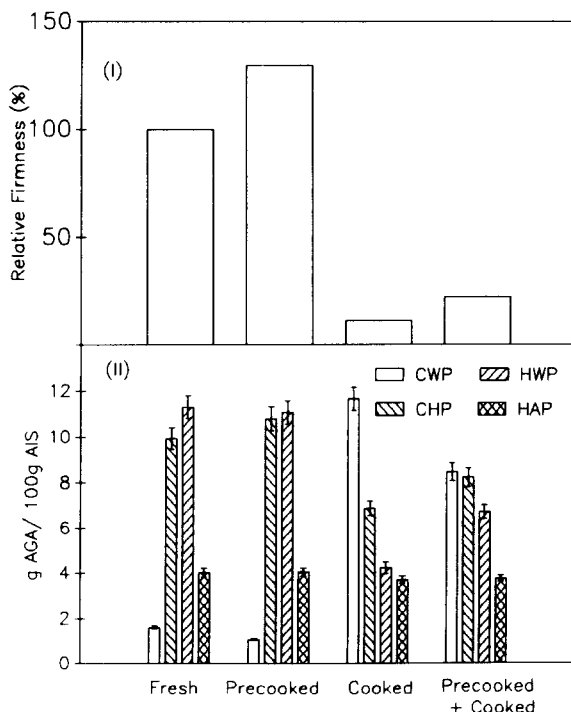 150
(I)
100
50
Relative Firmness (%)
(II)
CWP
HWP
CHP
HAP
12
10
8
6
4
2
0
g AGA/ 100g AIS
Fresh
Precooked
Cooked
Precooked
+ Cooked